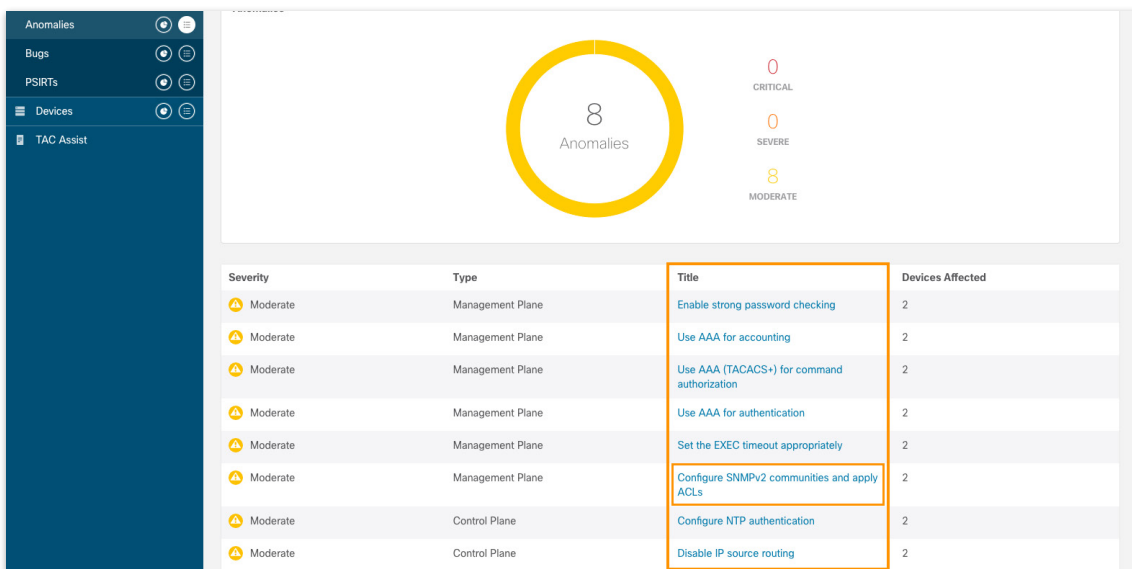 Anomalies
Anomalies
Bugs
PSIRTs
Devices
TAC Assist
8
Anomalies
0
CRITICAL
0
SEVERE
8
MODERATE
Severity Type Title Devices Affected
Moderate Management Plane Enable strong password checking 2
Moderate Management Plane Use AAA for accounting 2
Moderate Management Plane Use AAA (TACACS+) for command 2
authorization
Moderate Management Plane Use AAA for authentication 2
Moderate Management Plane Set the EXEC timeout appropriately 2
Moderate Management Plane Configure SNMPv2 communities and apply 2
ACLs
Moderate Control Plane Configure NTP authentication 2
Moderate Control Plane Disable IP source routing 2